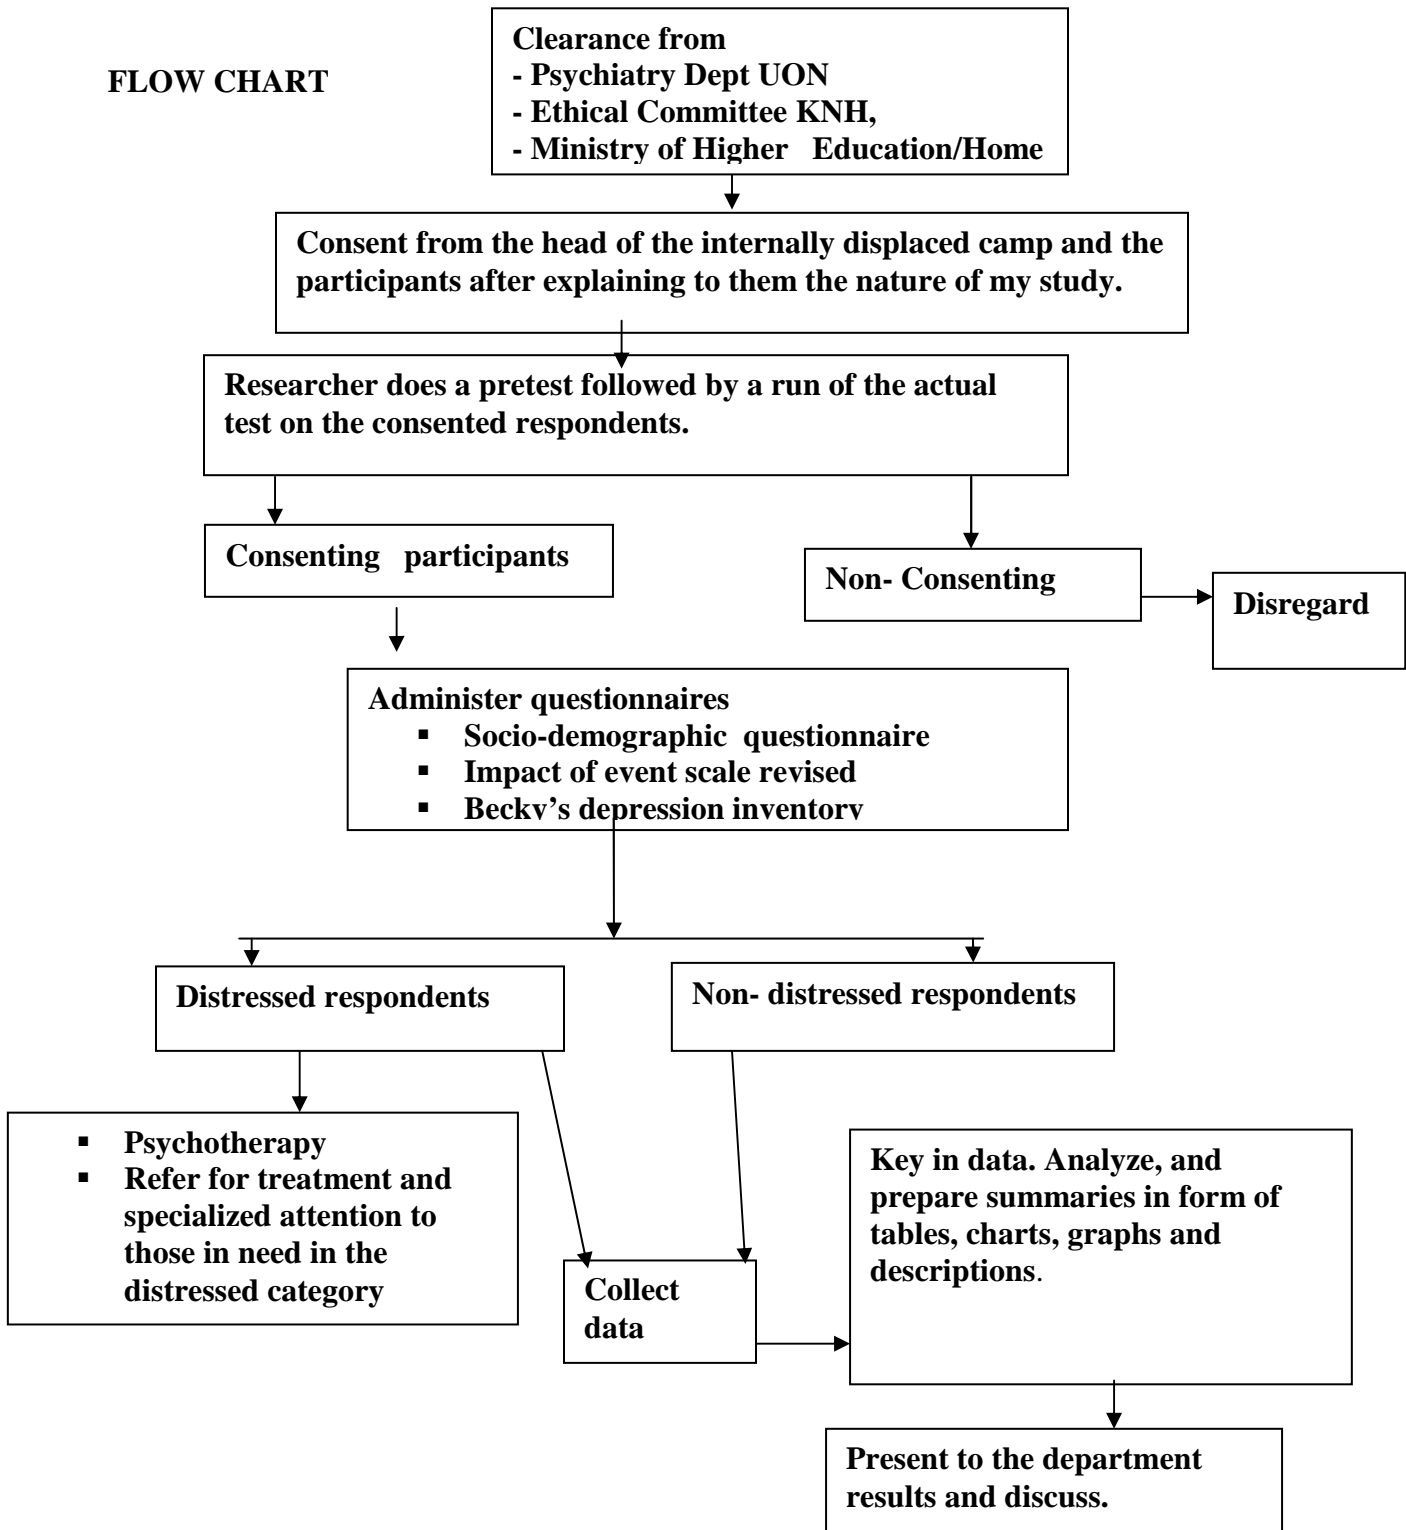 FLOW CHART
Clearance from
- Psychiatry Dept UON
- Ethical Committee KNH,
- Ministry of Higher Education/Home
Consent from the head of the internally displaced camp and the
participants after explaining to them the nature of my study.
Researcher does a pretest followed by a run of the actual
test on the consented respondents.
Consenting participants
Non- Consenting
Disregard
Administer questionnaires
▪ Socio-demographic questionnaire
▪ Impact of event scale revised
▪ Becky's depression inventory
Distressed respondents
Non- distressed respondents
▪ Psychotherapy
▪ Refer for treatment and
specialized attention to
those in need in the
distressed category
Collect
data
Key in data. Analyze, and
prepare summaries in form of
tables, charts, graphs and
descriptions.
Present to the department
results and discuss.